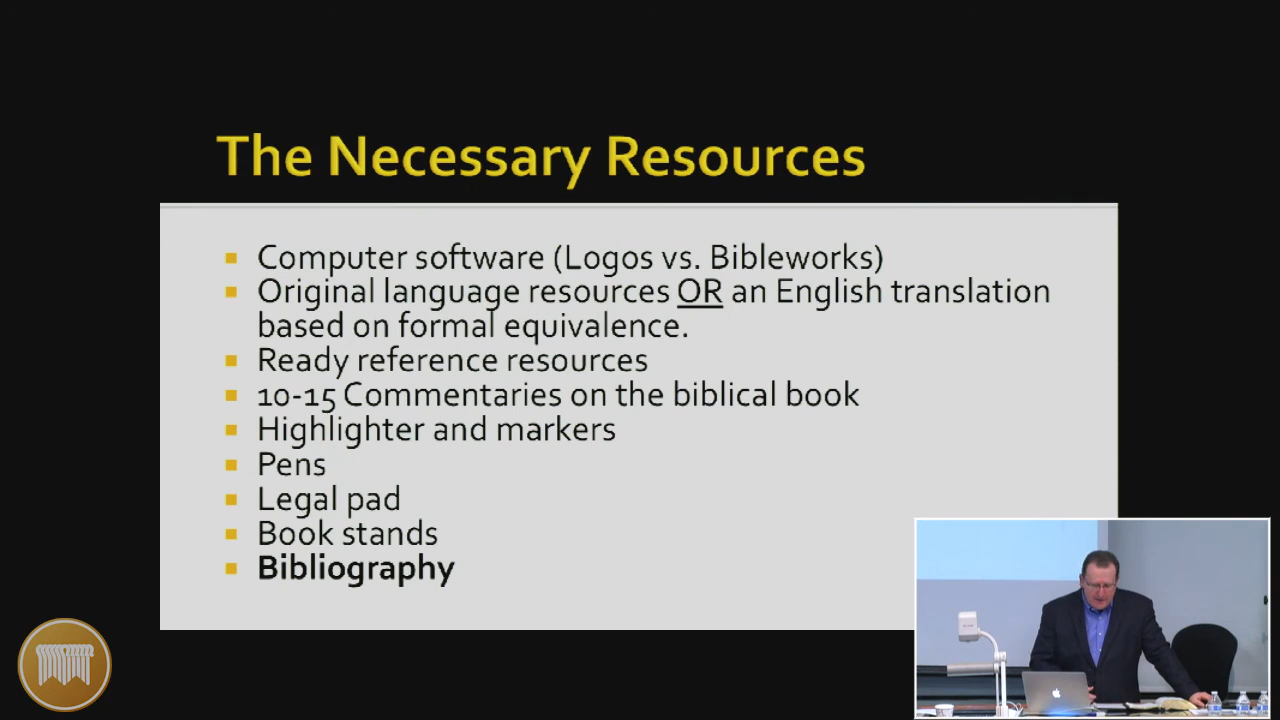 The Necessary Resources
Computer software (Logos vs. Bibleworks)
Original language resources OR an English translation
based on formal equivalence.
Ready reference resources
10-15 Commentaries on the biblical book
Highlighter and markers
Pens
Legal pad
Book stands
Bibliography